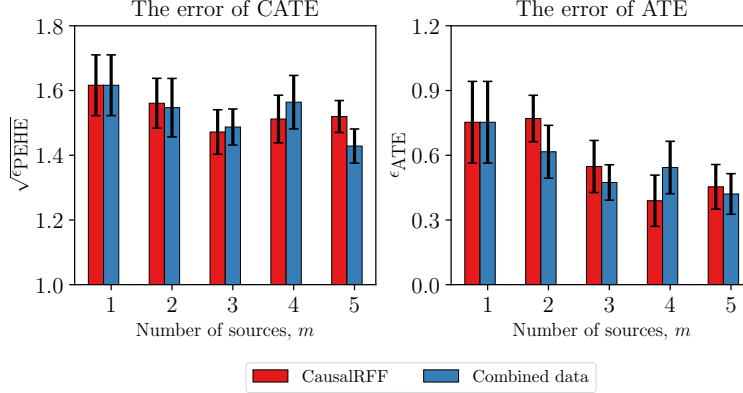 The error of CATE
1.8
1.6
1.4
1.2
1.0
√ϵPEHE
1 2 3 4 5
Number of sources, m
The error of ATE
1.2
0.9
0.6
0.3
0.0
ϵATE
1 2 3 4 5
Number of sources, m
CausalRFF Combined data